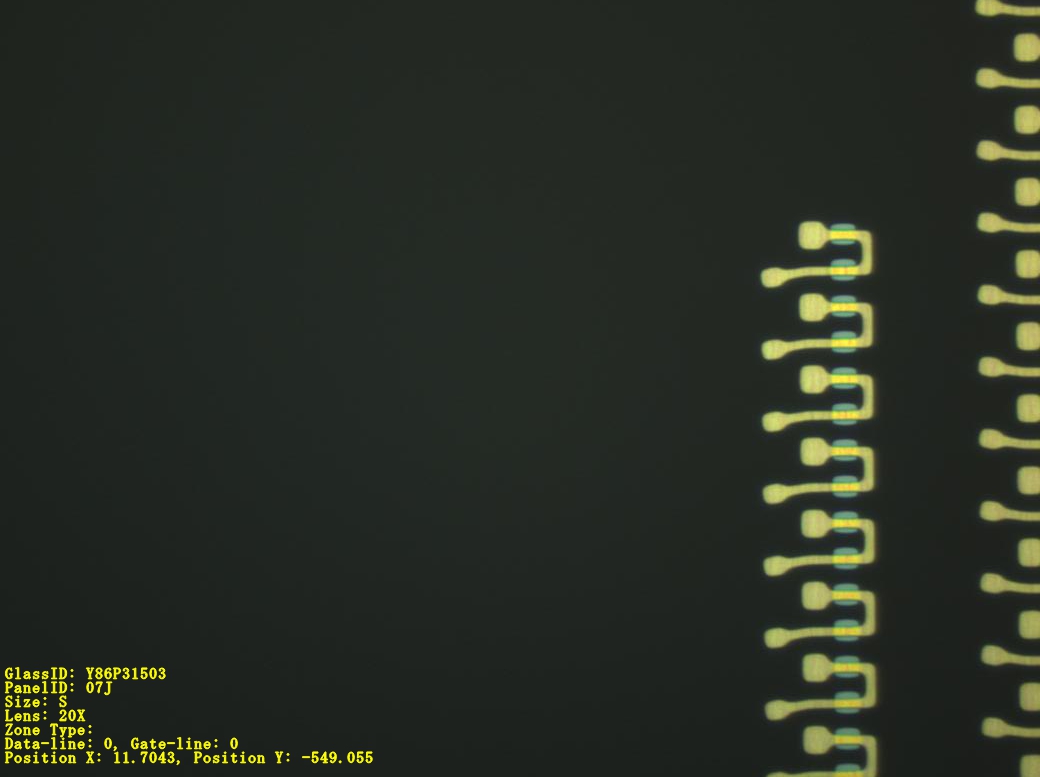 GlassID: Y86P31503
PanelID: 07J
Size: S
Lens: 20X
Zone Type:
Data-line: 0, Gate-line: 0
Position X: 11.7043, Position Y: -549.055